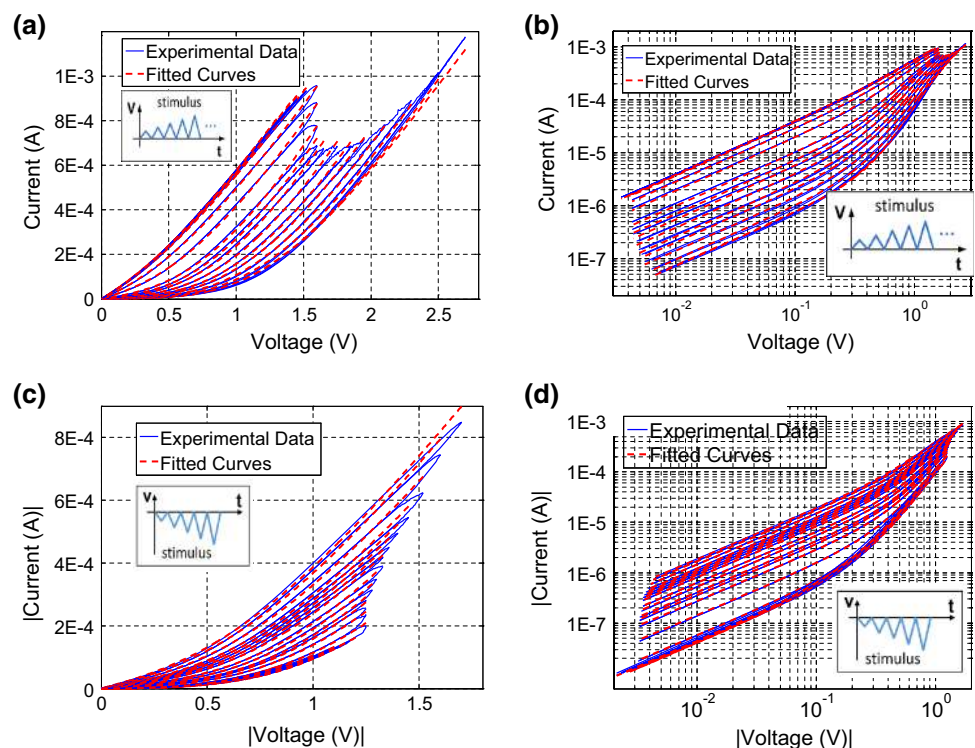 (a)
Experimental Data
Fitted Curves
stimulus
V
t
...
1E-3
8E-4
6E-4
4E-4
2E-4
0
Current (A)
0 0.5 1 1.5 2 2.5
Voltage (V)
(b)
Experimental Data
Fitted Curves
stimulus
V
t
...
1E-3
1E-4
1E-5
1E-6
1E-7
Current (A)
10-2 10-1 100
Voltage (V)
(c)
Experimental Data
Fitted Curves
V
t
stimulus
8E-4
6E-4
4E-4
2E-4
0
|Current (A)|
0 0.5 1 1.5
|Voltage (V)|
(d)
Experimental Data
Fitted Curves
V
t
stimulus
1E-3
1E-4
1E-5
1E-6
1E-7
|Current (A)|
10-2 10-1 100
|Voltage (V)|